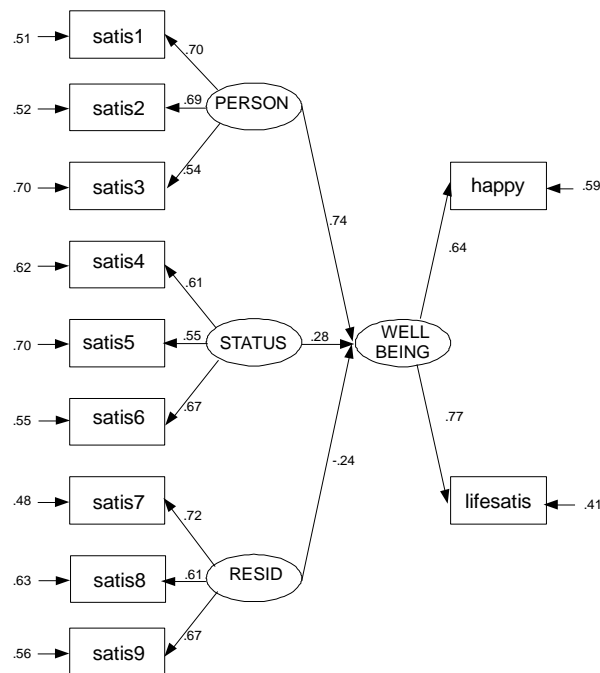 .51
satis1
.70
.52
satis2
.69
PERSON
.70
satis3
.54
happy
.59
.74
.64
.62
satis4
.61
.70
satis5
.55
STATUS
.28
WELL
BEING
.55
satis6
.67
.77
-.24
.48
satis7
.72
lifesatis
.41
.63
satis8
.61
RESID
.67
.56
satis9